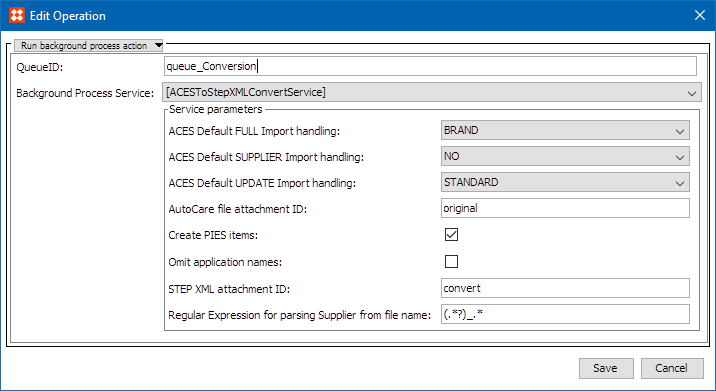 Edit Operation
Run background process action
QueueID: queue_Conversion
Background Process Service: [ACESToStepXMLConvertService]
Service parameters
ACES Default FULL Import handling: BRAND
ACES Default SUPPLIER Import handling: NO
ACES Default UPDATE Import handling: STANDARD
AutoCare file attachment ID: original
Create PIES items:
Omit application names:
STEP XML attachment ID: convert
Regular Expression for parsing Supplier from file name: (.*?)_.*
Save Cancel